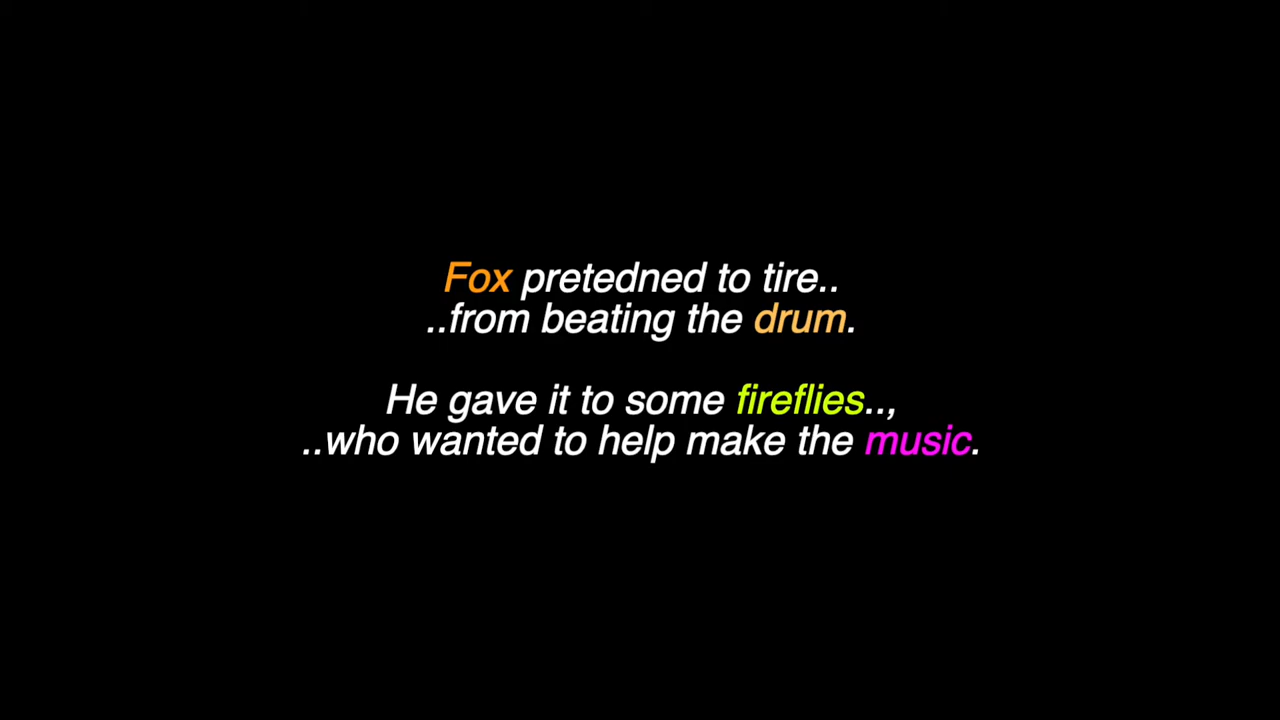 Fox pretedned to tire..
..from beating the drum.
He gave it to some fireflies..,
..who wanted to help make the music.